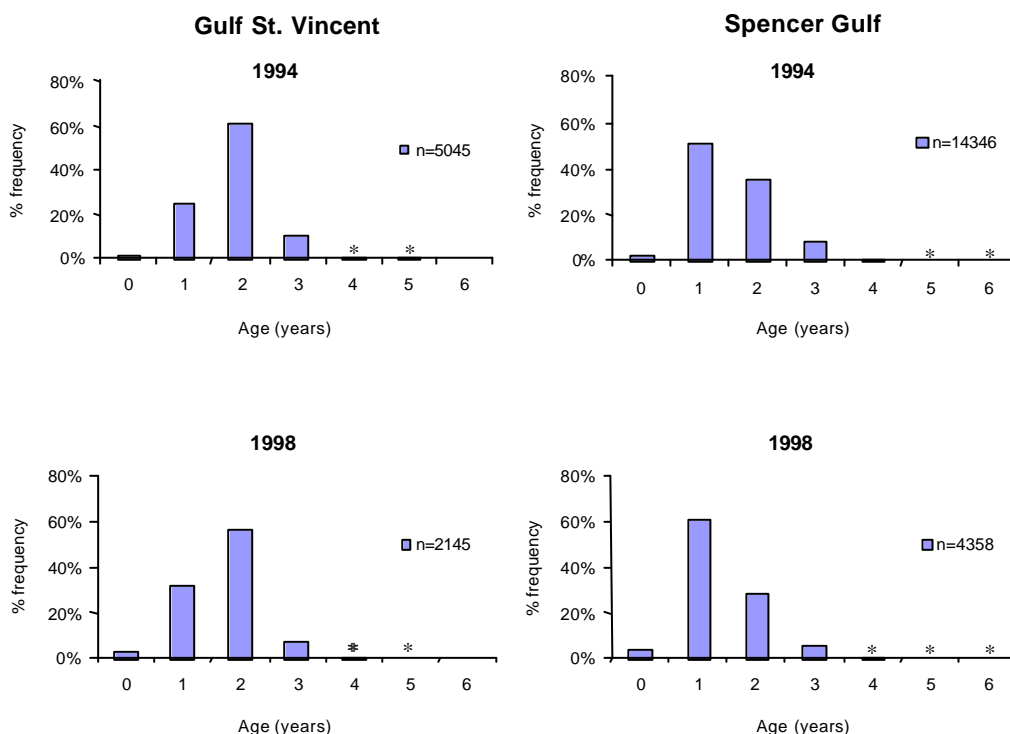 Gulf St. Vincent
Spencer Gulf
1994
80%
60%
40%
20%
0%
% frequency
n=5045
* *
0 1 2 3 4 5 6
Age (years)
1994
80%
60%
40%
20%
0%
% frequency
n=14346
* *
0 1 2 3 4 5 6
Age (years)
1998
80%
60%
40%
20%
0%
% frequency
n=2145
* *
0 1 2 3 4 5 6
Age (years)
1998
80%
60%
40%
20%
0%
% frequency
n=4358
* * *
0 1 2 3 4 5 6
Age (years)